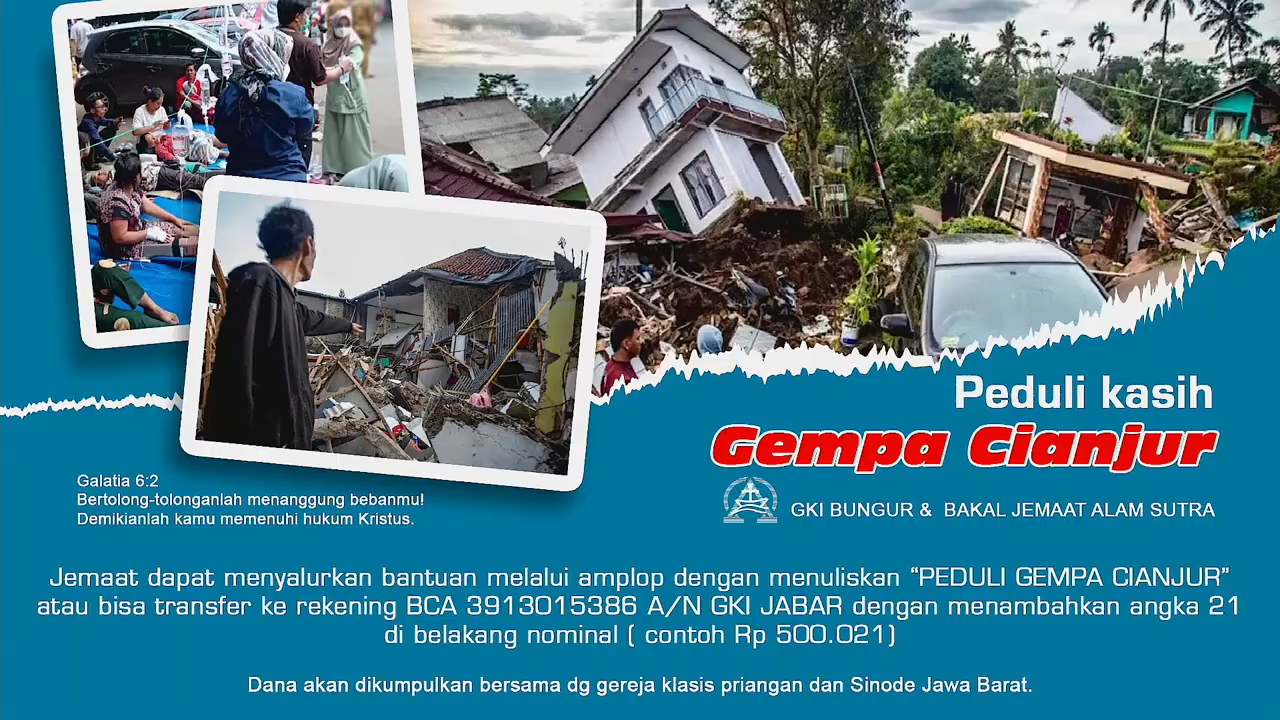 Peduli kasih
Gempa Cianjur
GKI BUNGUR & BAKAL JEMAAT ALAM SUTRA
Galatia 6:2
Bertolong-tolonganlah menanggung bebanmu!
Demikianlah kamu memenuhi hukum Kristus.
Jemaat dapat menyalurkan bantuan melalui amplop dengan menuliskan “PEDULI GEMPA CIANJUR”
atau bisa transfer ke rekening BCA 3913015386 A/N GKI JABAR dengan menambahkan angka 21
di belakang nominal ( contoh Rp 500.021)
Dana akan dikumpulkan bersama dg gereja klasis priangan dan Sinode Jawa Barat.